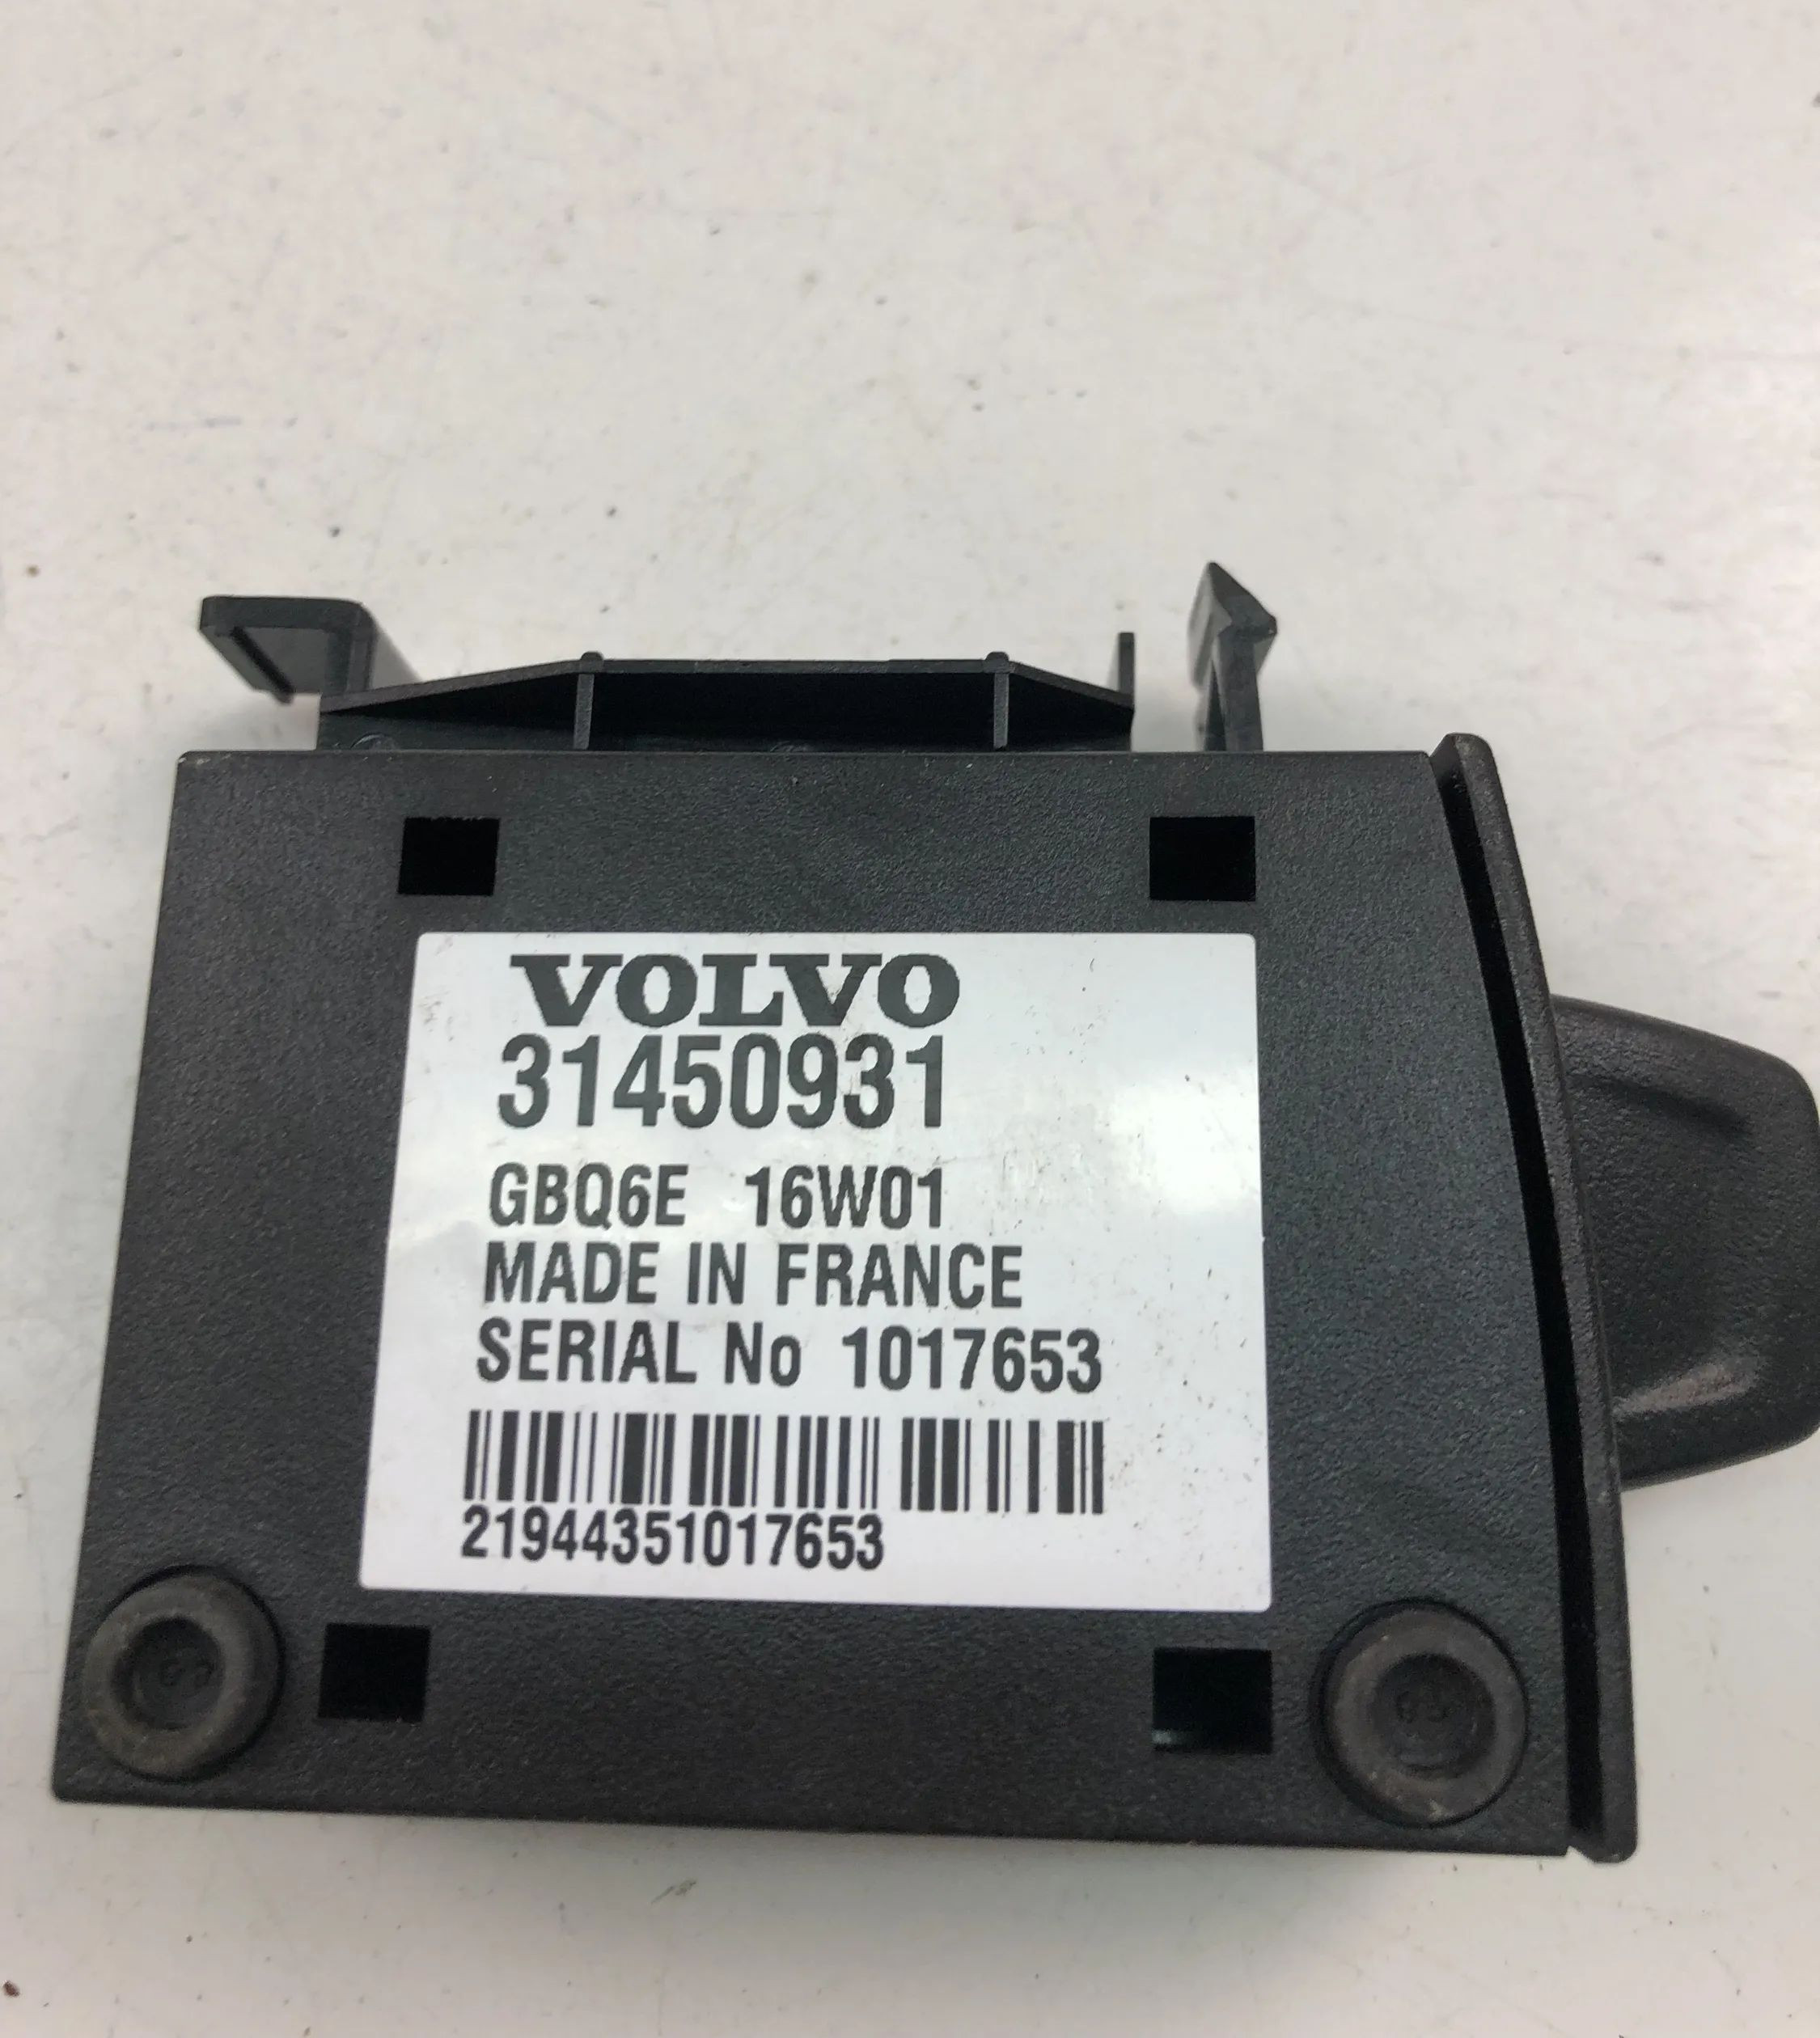 VOLVO
31450931
GBQ6E 16W01
MADE IN FRANCE
SERIAL No 1017653
21944351017653